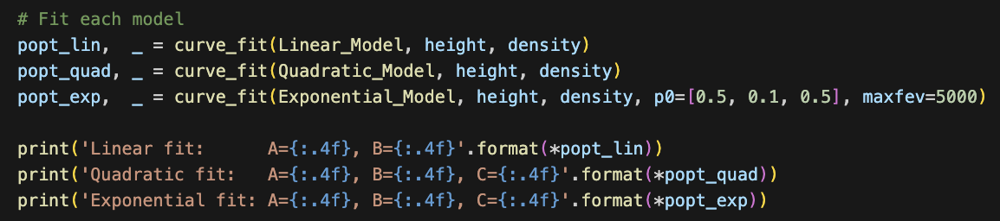 # Fit each model
popt_lin,  _ = curve_fit(Linear_Model, height, density)
popt_quad, _ = curve_fit(Quadratic_Model, height, density)
popt_exp,  _ = curve_fit(Exponential_Model, height, density, p0=[0.5, 0.1, 0.5], maxfev=5000)

print('Linear fit:      A={:.4f}, B={:.4f}'.format(*popt_lin))
print('Quadratic fit:   A={:.4f}, B={:.4f}, C={:.4f}'.format(*popt_quad))
print('Exponential fit: A={:.4f}, B={:.4f}, C={:.4f}'.format(*popt_exp))